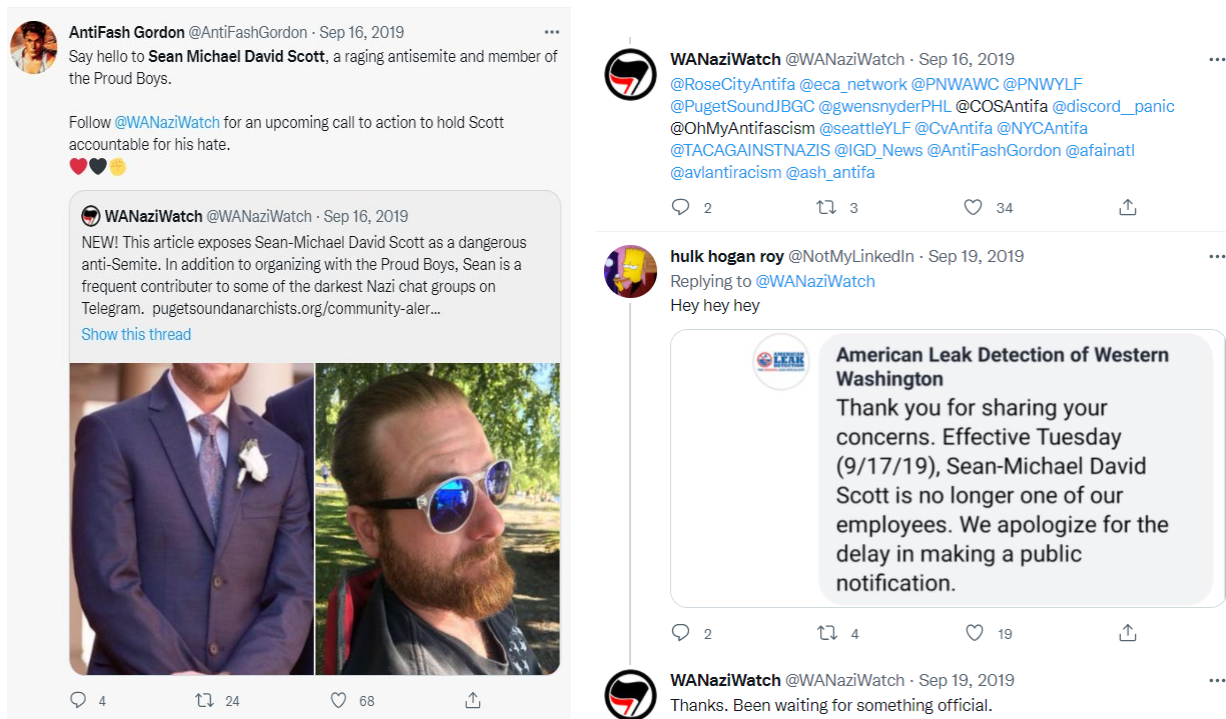 AntiFash Gordon @AntiFashGordon · Sep 16, 2019
Say hello to Sean Michael David Scott, a raging antisemite and member of
the Proud Boys.
Follow @WANaziWatch for an upcoming call to action to hold Scott
accountable for his hate.
WANaziWatch @WANaziWatch · Sep 16, 2019
NEW! This article exposes Sean-Michael David Scott as a dangerous
anti-Semite. In addition to organizing with the Proud Boys, Sean is a
frequent contributer to some of the darkest Nazi chat groups on
Telegram. pugetsoundanarchists.org/community-aler...
Show this thread
4 24 68
WANaziWatch @WANaziWatch · Sep 16, 2019
@RoseCityAntifa @eca_network @PNWAWC @PNWYLF
@PugetSoundJBGC @gwensnyderPHL @COSAntifa @discord__panic
@OhMyAntifascism @seattleYLF @CvAntifa @NYCAntifa
@TACAGAINSTNAZIS @IGD_News @AntiFashGordon @afainatl
@avlantiracism @ash_antifa
2 3 34
hulk hogan roy @NotMyLinkedIn · Sep 19, 2019
Replying to @WANaziWatch
Hey hey hey
AMERICAN
LEAK
DETECTION
American Leak Detection of Western
Washington
Thank you for sharing your
concerns. Effective Tuesday
(9/17/19), Sean-Michael David
Scott is no longer one of our
employees. We apologize for the
delay in making a public
notification.
2 4 19
WANaziWatch @WANaziWatch · Sep 19, 2019
Thanks. Been waiting for something official.